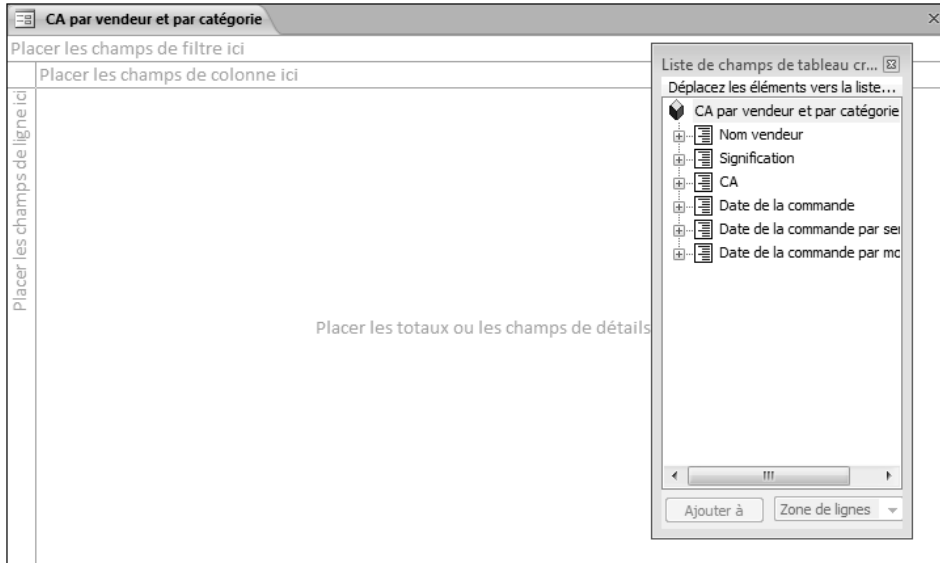 CA par vendeur et par catégorie
Placer les champs de filtre ici
Placer les champs de colonne ici
Placer les champs de ligne ici
Placer les totaux ou les champs de détails
Liste de champs de tableau cr...
Déplacez les éléments vers la liste...
CA par vendeur et par catégorie
Nom vendeur
Signification
CA
Date de la commande
Date de la commande par
Date de la commande par
Ajouter à
Zone de lignes